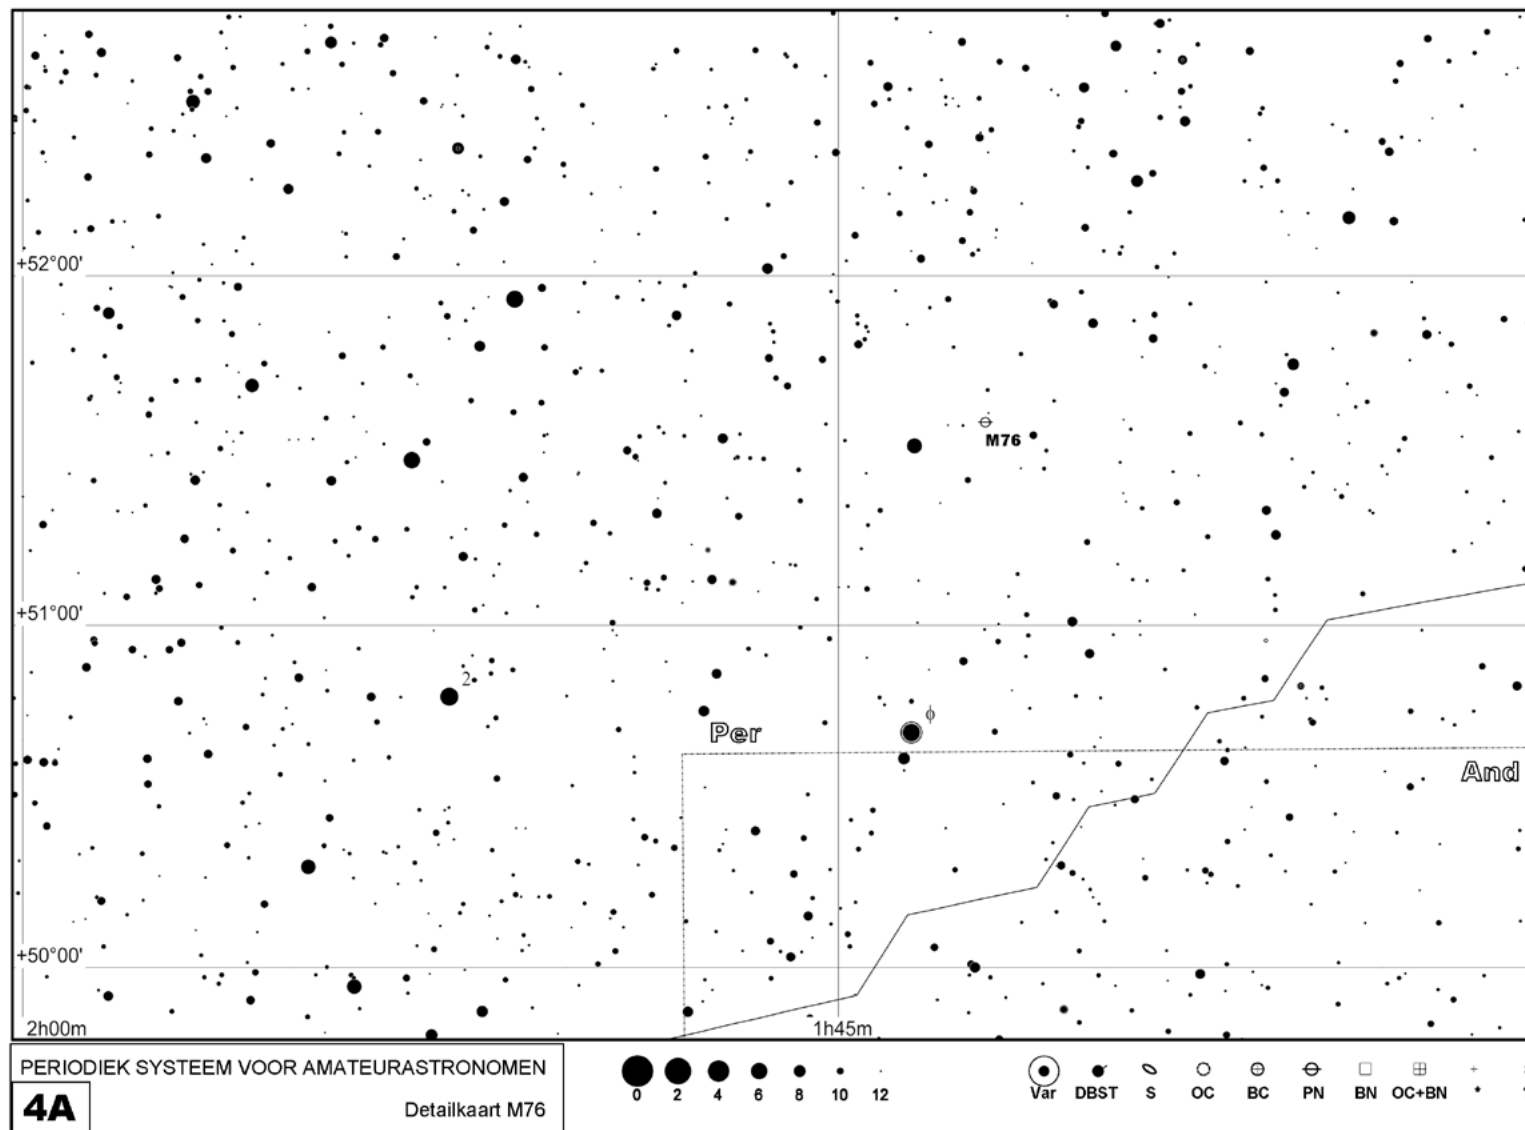 +52°00'
M76
+51°00'
2
ϕ
Per
And
+50°00'
2h00m
1h45m
PERIODIEK SYSTEEM VOOR AMATEURASTRONOMEN
4A
Detailkaart M76
0 2 4 6 8 10 12
Var DBST S OC BC PN BN OC+BN *